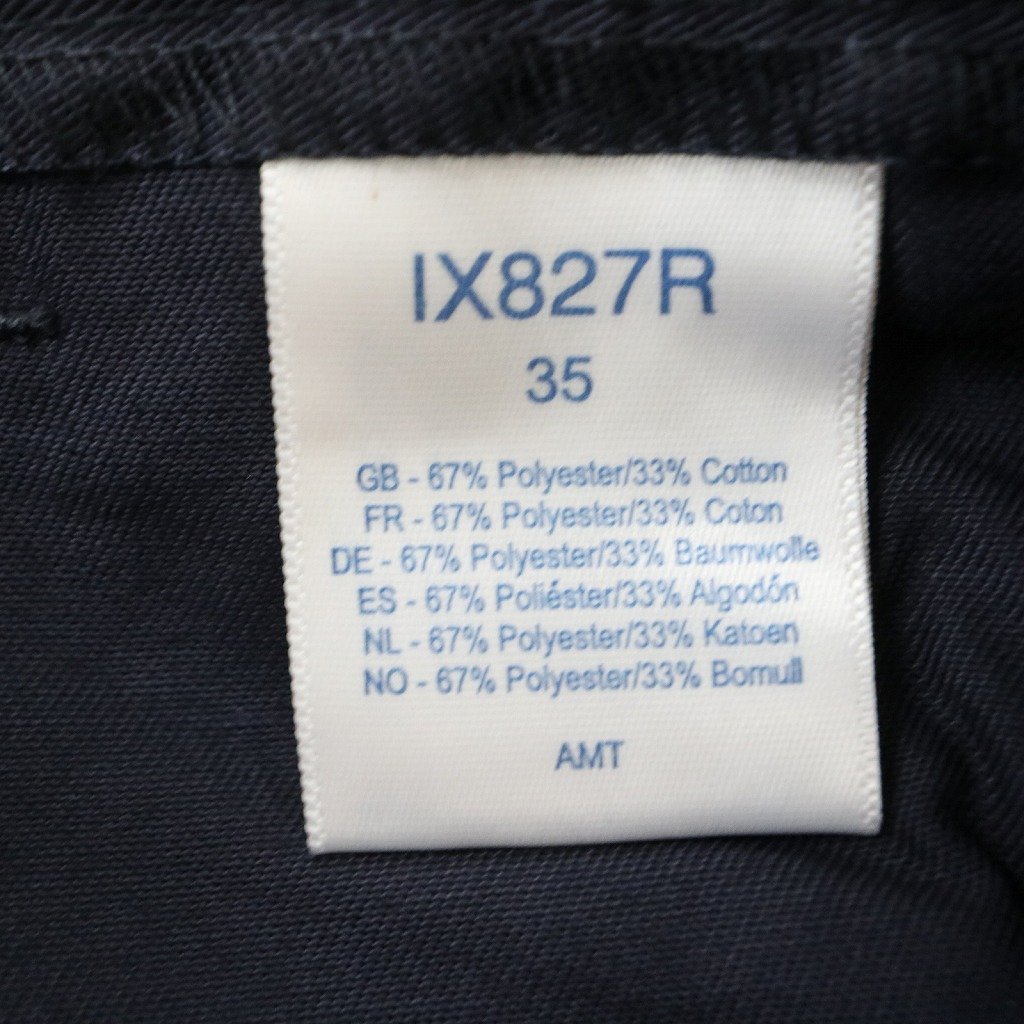 IX827R
35
GB - 67% Polyester/33% Cotton
FR - 67% Polyester/33% Coton
DE - 67% Polyester/33% Baumwolle
ES - 67% Poliéster/33% Algodón
NL - 67% Polyester/33% Katoen
NO - 67% Polyester/33% Bomull
AMT